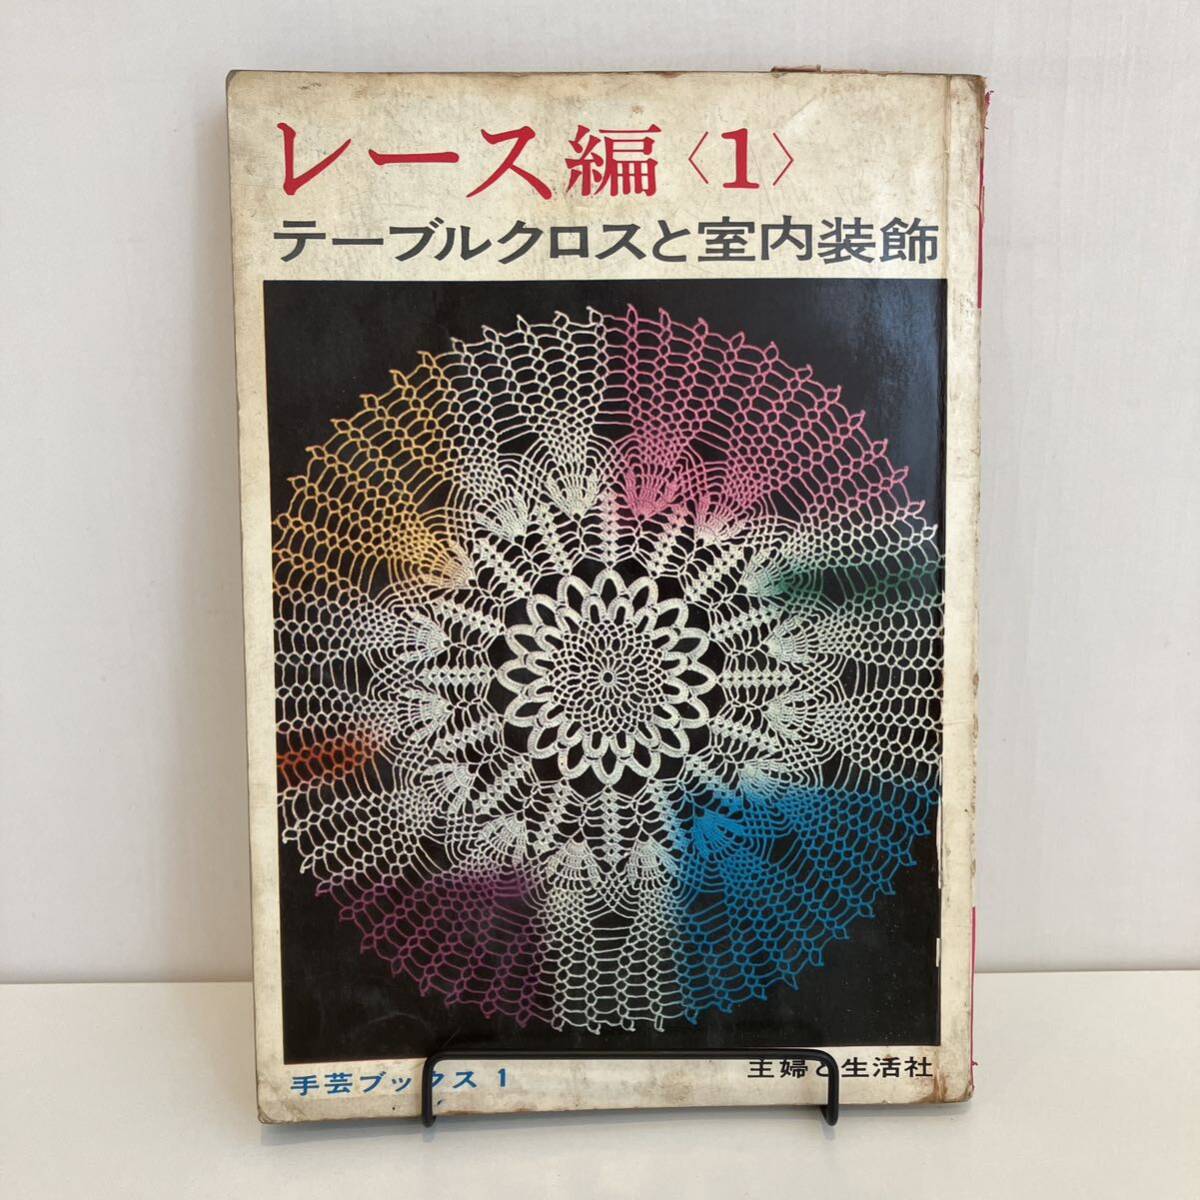 レース編〈1〉
テーブルクロスと室内装飾
手芸ブックス1
主婦と生活社